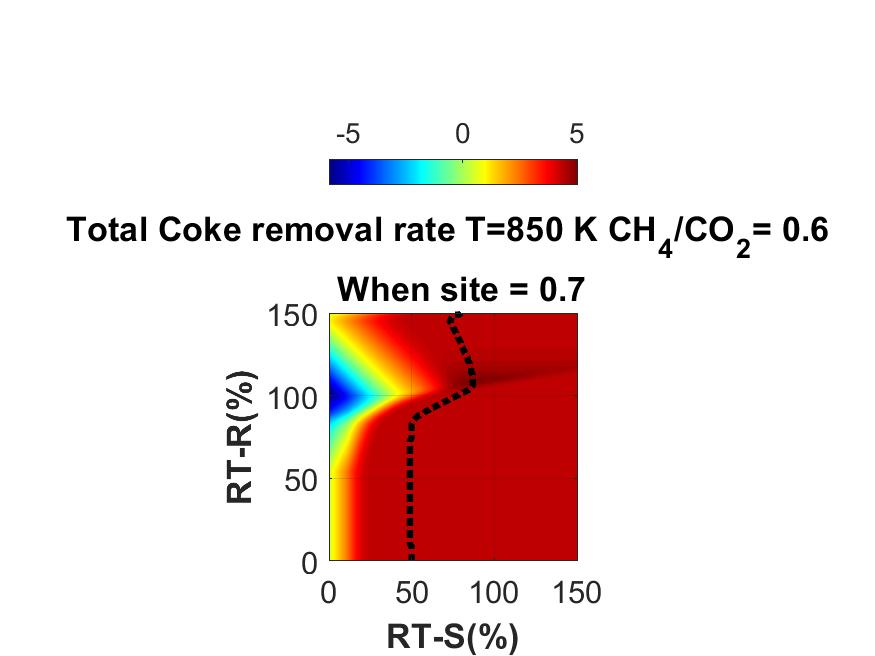 -5 0 5
Total Coke removal rate T=850 K CH4/CO2= 0.6
When site = 0.7
150
100
50
0
RT-R(%)
0 50 100 150
RT-S(%)